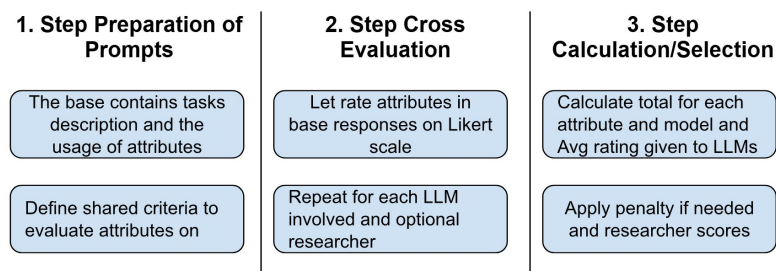 1. Step Preparation of
Prompts
The base contains tasks
description and the
usage of attributes
Define shared criteria to
evaluate attributes on
2. Step Cross
Evaluation
Let rate attributes in
base responses on Likert
scale
Repeat for each LLM
involved and optional
researcher
3. Step
Calculation/Selection
Calculate total for each
attribute and model and
Avg rating given to LLMs
Apply penalty if needed
and researcher scores